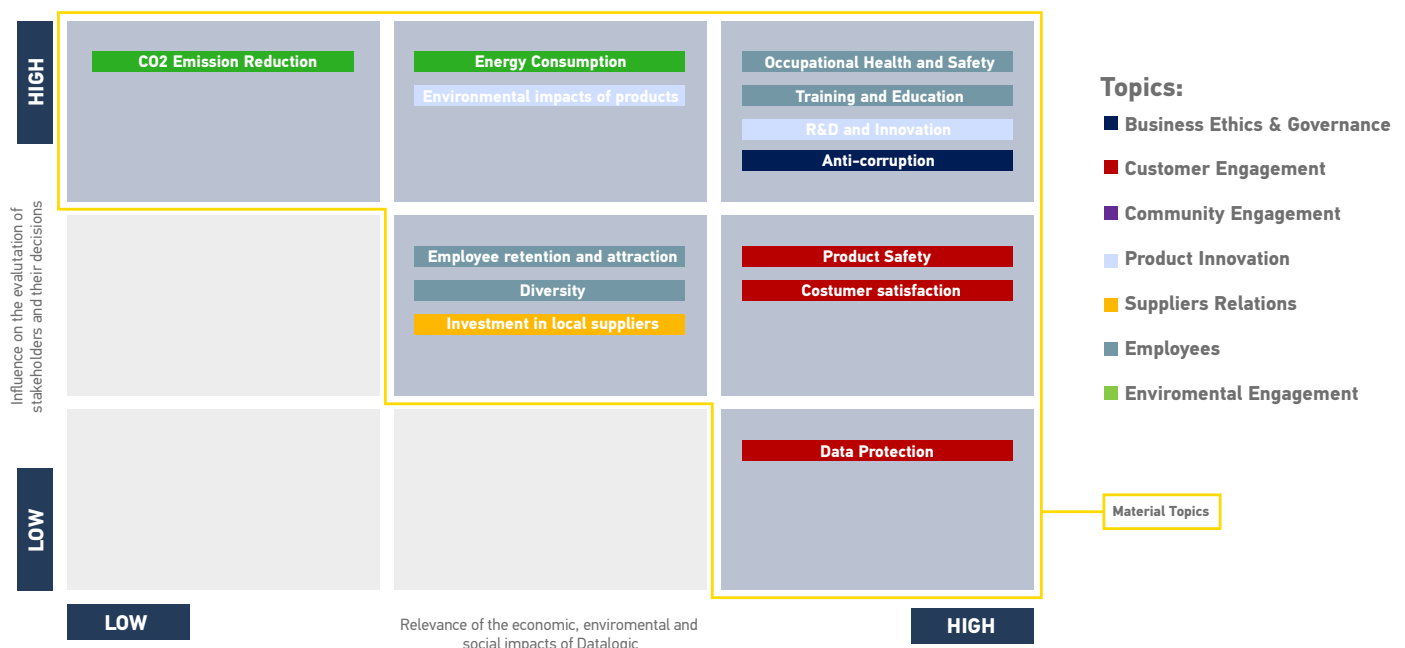 HIGH
CO2 Emission Reduction
Energy Consumption
Environmental impacts of products
Occupational Health and Safety
Training and Education
R&D and Innovation
Anti-corruption
Influence on the evalutation of
stakeholders and their decisions
Employee retention and attraction
Diversity
Investment in local suppliers
Product Safety
Costumer satisfaction
LOW
Data Protection
LOW
Relevance of the economic, enviromental and
social impacts of Datalogic
HIGH
Topics:
Business Ethics & Governance
Customer Engagement
Community Engagement
Product Innovation
Suppliers Relations
Employees
Enviromental Engagement
Material Topics